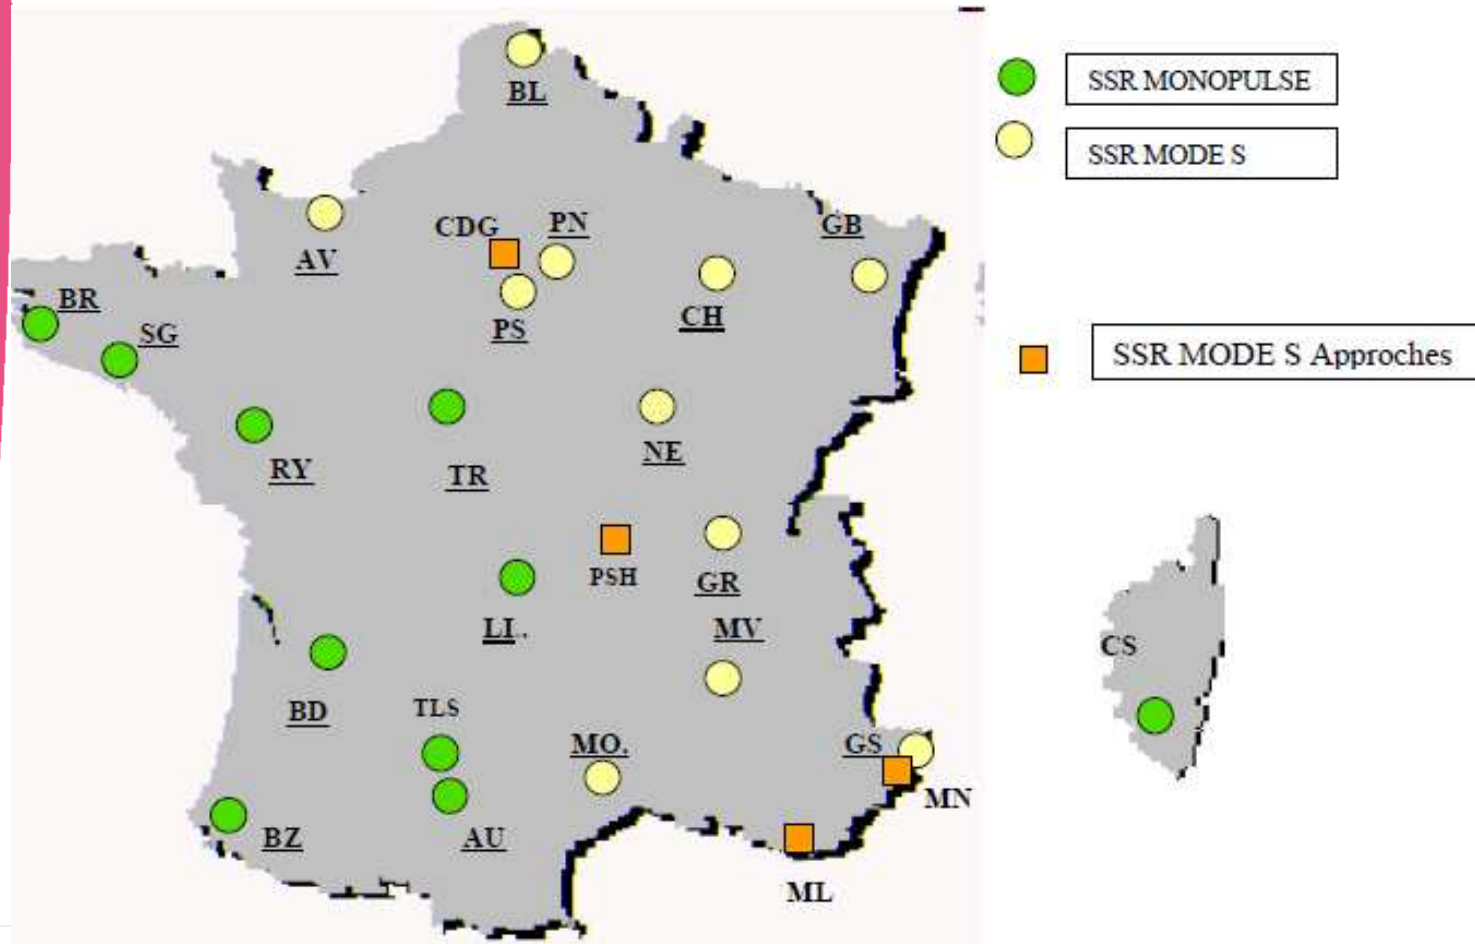 BL
SSR MONOPULSE
SSR MODE S
CDG
PN
GB
AV
BR
SG
PS
CH
SSR MODE S Approches
RY
TR
NE
PSH
GR
LI..
MV
CS
BD
TLS
MO.
GS
MN
BZ
AU
ML